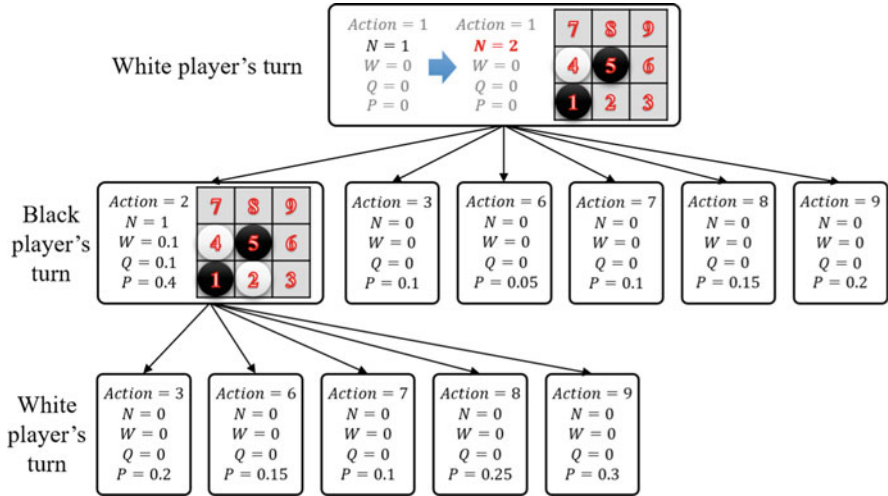 White player's turn
Action = 1
N = 1
W = 0
Q = 0
P = 0
Action = 1
N = 2
W = 0
Q = 0
P = 0
7 8 9
4 5 6
1 2 3
Black
player's
turn
Action = 2
N = 1
W = 0.1
Q = 0.1
P = 0.4
7 8 9
4 5 6
1 2 3
Action = 3
N = 0
W = 0
Q = 0
P = 0.1
Action = 6
N = 0
W = 0
Q = 0
P = 0.05
Action = 7
N = 0
W = 0
Q = 0
P = 0.1
Action = 8
N = 0
W = 0
Q = 0
P = 0.15
Action = 9
N = 0
W = 0
Q = 0
P = 0.2
White
player's
turn
Action = 3
N = 0
W = 0
Q = 0
P = 0.2
Action = 6
N = 0
W = 0
Q = 0
P = 0.15
Action = 7
N = 0
W = 0
Q = 0
P = 0.1
Action = 8
N = 0
W = 0
Q = 0
P = 0.25
Action = 9
N = 0
W = 0
Q = 0
P = 0.3